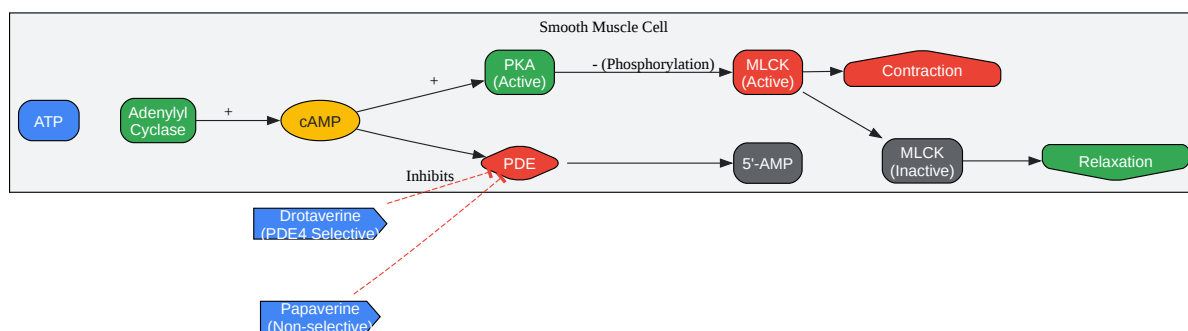 Smooth Muscle Cell
PKA
(Active)
- (Phosphorylation)
MLCK
(Active)
Contraction
+
ATP
Adenylyl
Cyclase
+
cAMP
PDE
5'-AMP
MLCK
(Inactive)
Relaxation
Inhibits
Drotaverine
(PDE4 Selective)
Papaverine
(Non-selective)